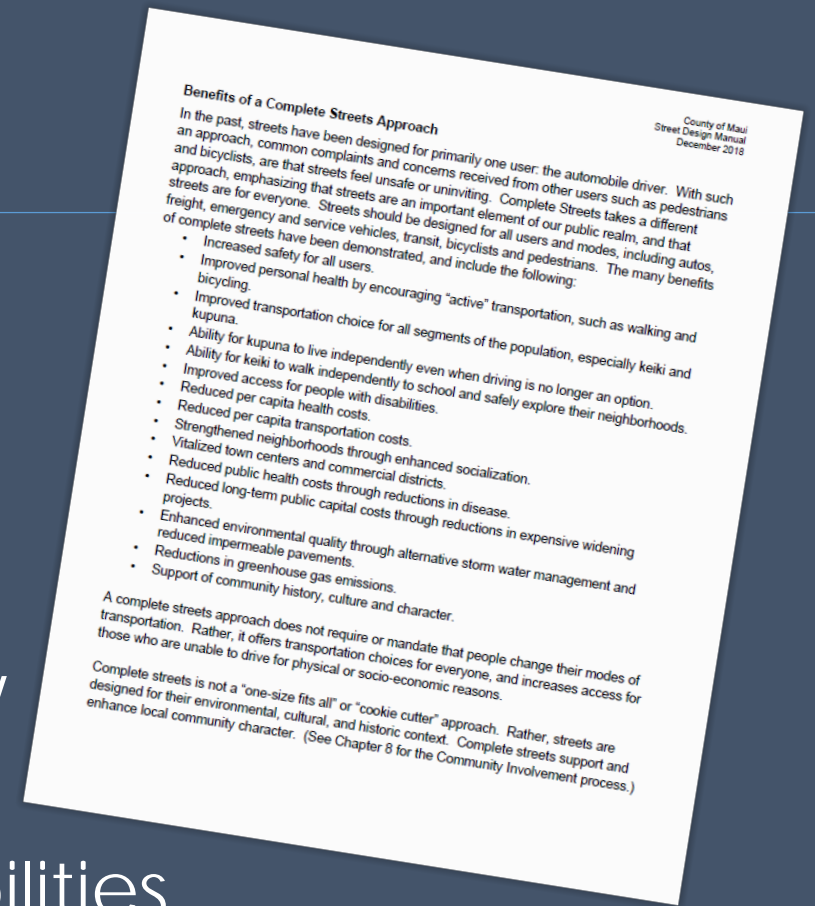 County of Maui
Street Design Manual
December 2018
Benefits of a Complete Streets Approach
In the past, streets have been designed for primarily one user: the automobile driver. With such
an approach, common complaints and concerns received from other users such as pedestrians
and bicyclists, are that streets feel unsafe or uninviting. Complete Streets takes a different
approach, emphasizing that streets are an important element of our public realm, and that
streets are for everyone. Streets should be designed for all users and modes, including autos,
freight, emergency and service vehicles, transit, bicyclists and pedestrians. The many benefits
of complete streets have been demonstrated, and include the following:
• Increased safety for all users.
• Improved personal health by encouraging “active” transportation, such as walking and
bicycling.
• Improved transportation choice for all segments of the population, especially keiki and
kupuna.
• Ability for kupuna to live independently even when driving is no longer an option.
• Ability for keiki to walk independently to school and safely explore their neighborhoods.
• Improved access for people with disabilities.
• Reduced per capita health costs.
• Reduced per capita transportation costs.
• Strengthened neighborhoods through enhanced socialization.
• Vitalized town centers and commercial districts.
• Reduced public health costs through reductions in disease.
• Reduced long-term public capital costs through reductions in expensive widening
projects.
• Enhanced environmental quality through alternative storm water management and
reduced impermeable pavements.
• Reductions in greenhouse gas emissions.
• Support of community history, culture and character.
A complete streets approach does not require or mandate that people change their modes of
transportation. Rather, it offers transportation choices for everyone, and increases access for
those who are unable to drive for physical or socio-economic reasons.
Complete streets is not a “one-size fits all” or “cookie cutter” approach. Rather, streets are
designed for their environmental, cultural, and historic context. Complete streets support and
enhance local community character. (See Chapter 8 for the Community Involvement process.)
y
bilities